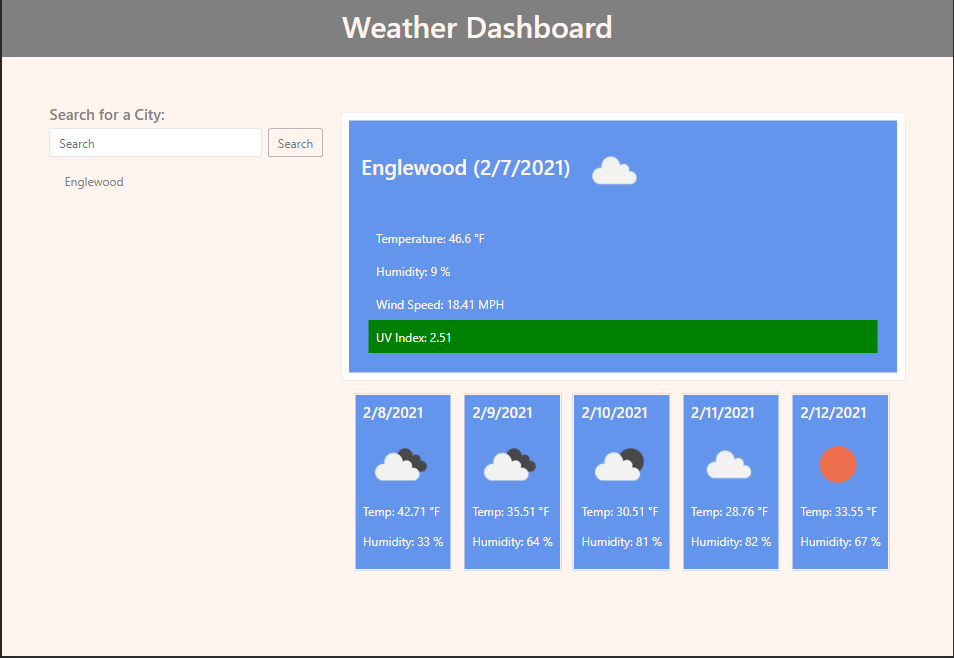 Weather Dashboard
Search for a City:
Search
Search
Englewood
Englewood (2/7/2021)
Temperature: 46.6 °F
Humidity: 9 %
Wind Speed: 18.41 MPH
UV Index: 2.51
2/8/2021
Temp: 42.71 °F
Humidity: 33 %
2/9/2021
Temp: 35.51 °F
Humidity: 64 %
2/10/2021
Temp: 30.51 °F
Humidity: 81 %
2/11/2021
Temp: 28.76 °F
Humidity: 82 %
2/12/2021
Temp: 33.55 °F
Humidity: 67 %